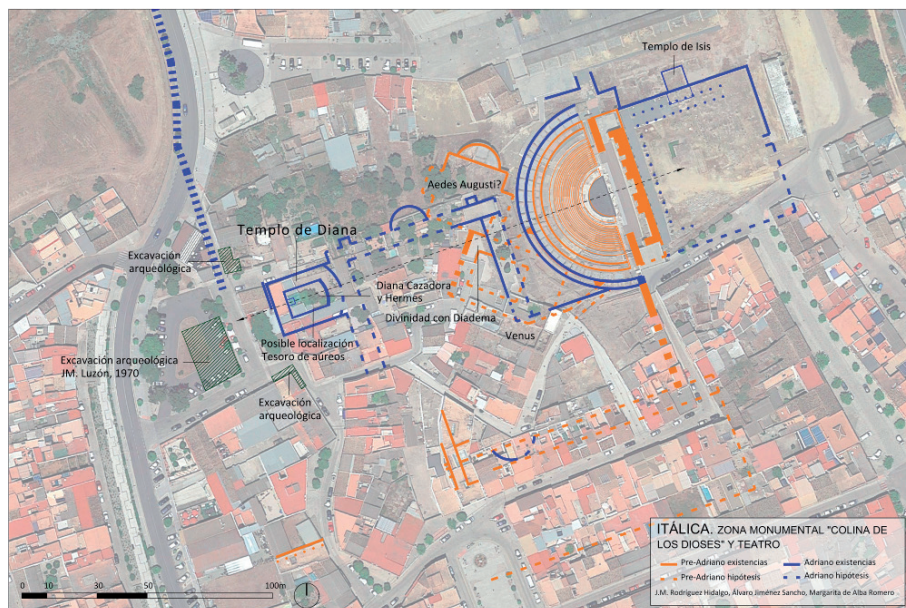 Templo de Isis
Aedes Augusti?
Templo de Diana
Excavación
arqueológica
Diana Cazadora
y Hermes
Divinidad con Diadema
Venus
Posible localización
Tesoro de aúreos
Excavación arqueológica
JM. Luzón, 1970
Excavación
arqueológica
ITÁLICA. ZONA MONUMENTAL "COLINA DE
LOS DIOSES" Y TEATRO
Pre-Adriano existencias
Adriano existencias
Pre-Adriano hipótesis
Adriano hipótesis
J.M. Rodríguez Hidalgo, Álvaro Jiménez Sancho, Margarita de Alba Romero
0 10 30 50 100m